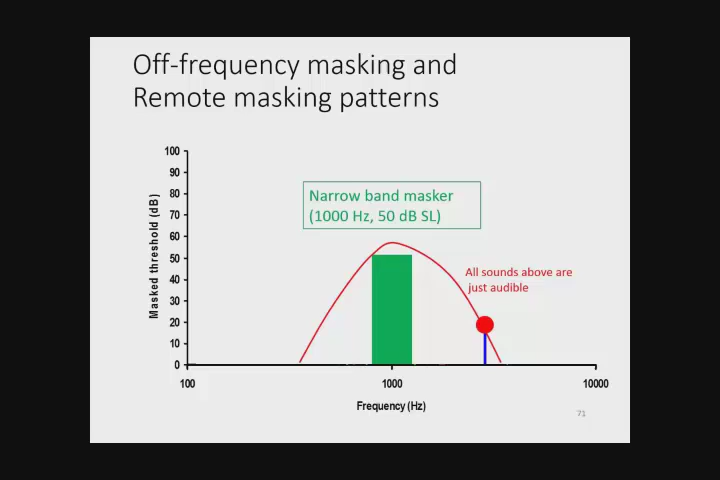 Off-frequency masking and
Remote masking patterns
100
90
80
70
60
50
40
30
20
10
0
Masked threshold (dB)
Narrow band masker
(1000 Hz, 50 dB SL)
All sounds above are
just audible
100
1000
10000
Frequency (Hz)
71